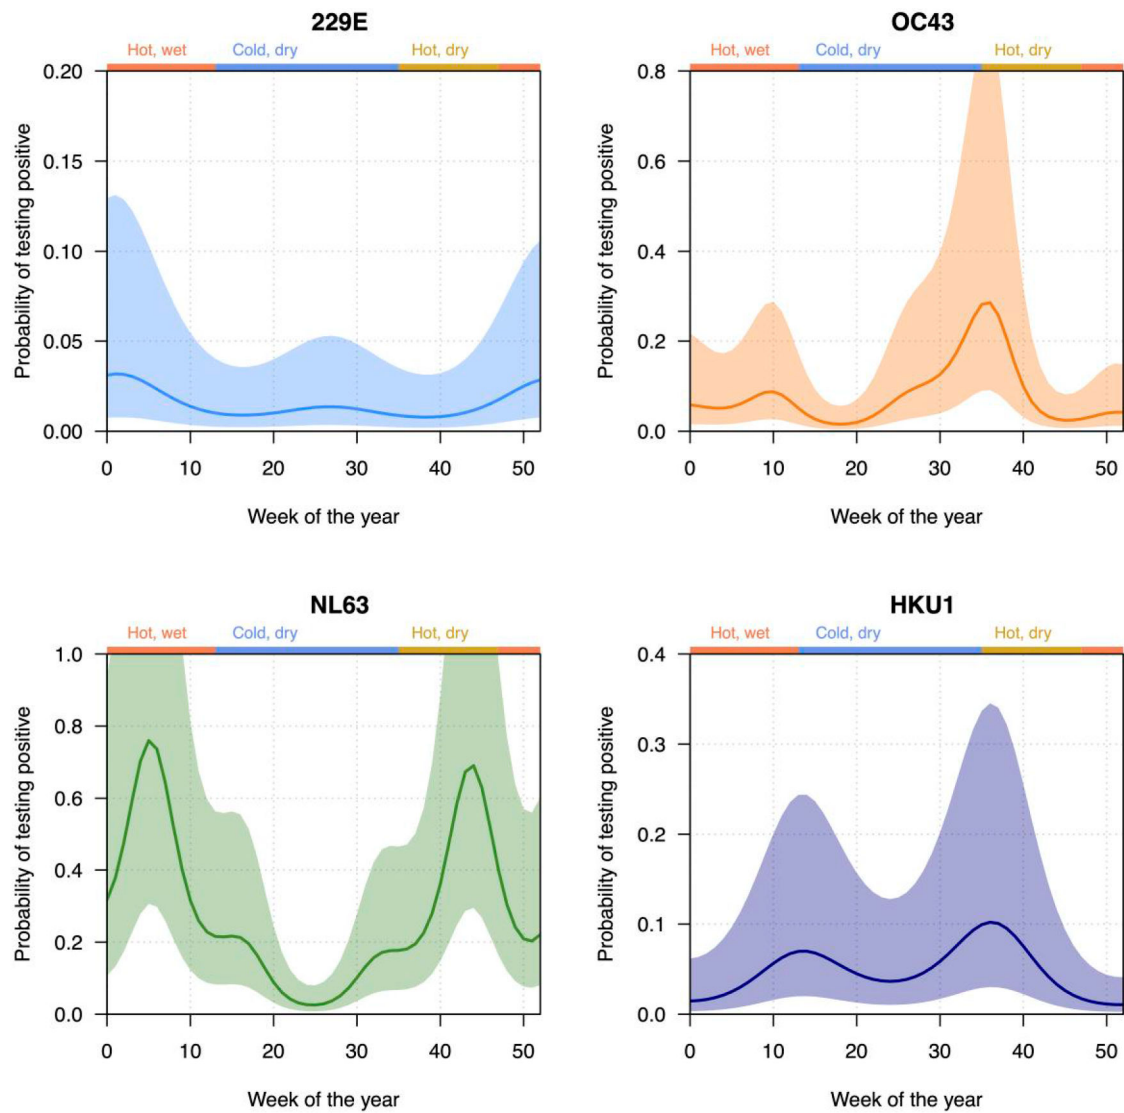 229E
Hot, wet Cold, dry Hot, dry
0.20
0.15
0.10
0.05
0.00
Probability of testing positive
0 10 20 30 40 50
Week of the year
OC43
Hot, wet Cold, dry Hot, dry
0.8
0.6
0.4
0.2
0.0
Probability of testing positive
0 10 20 30 40 50
Week of the year
NL63
Hot, wet Cold, dry Hot, dry
1.0
0.8
0.6
0.4
0.2
0.0
Probability of testing positive
0 10 20 30 40 50
Week of the year
HKU1
Hot, wet Cold, dry Hot, dry
0.4
0.3
0.2
0.1
0.0
Probability of testing positive
0 10 20 30 40 50
Week of the year